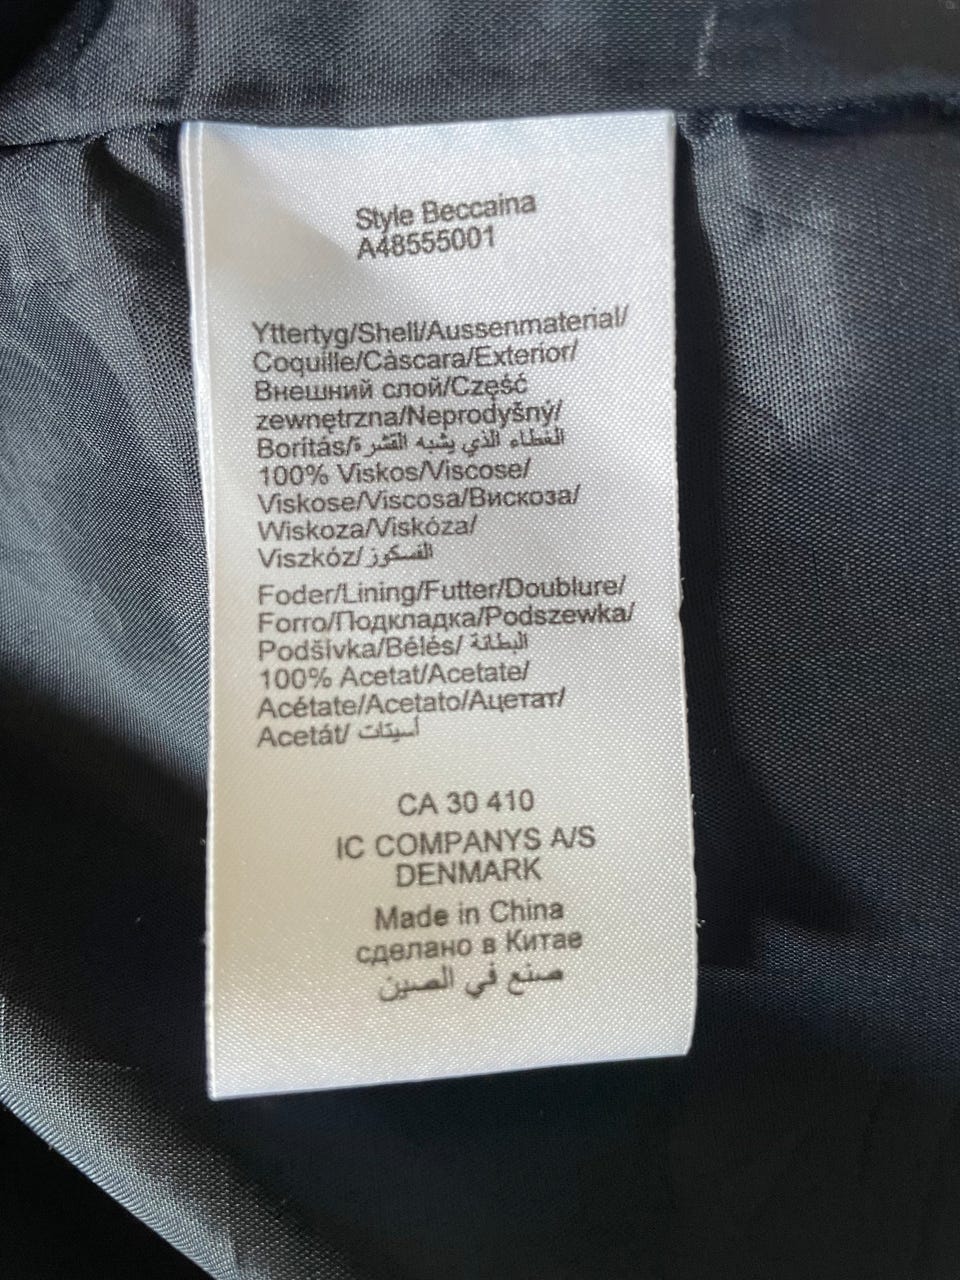 Style Beccaina
A48555001
Yttertyg/Shell/Aussenmaterial/
Coquille/Càscara/Exterior/
Внешний слой/Część
zewnętrzna/Neprodyšný/
Borítás/الغطاء الذي يشبه القشرة
100% Viskos/Viscose/
Viskose/Viscosa/Вискоза/
Wiskoza/Viskóza/
Viszkóz/الفسكوز
Foder/Lining/Futter/Doublure/
Forro/Подкладка/Podszewka/
Podšívka/Bélés/ البطانة
100% Acetat/Acetate/
Acétate/Acetato/Ацетат/
Acetát/ أسيتات
CA 30 410
IC COMPANYS A/S
DENMARK
Made in China
сделано в Китае
صنع في الصين